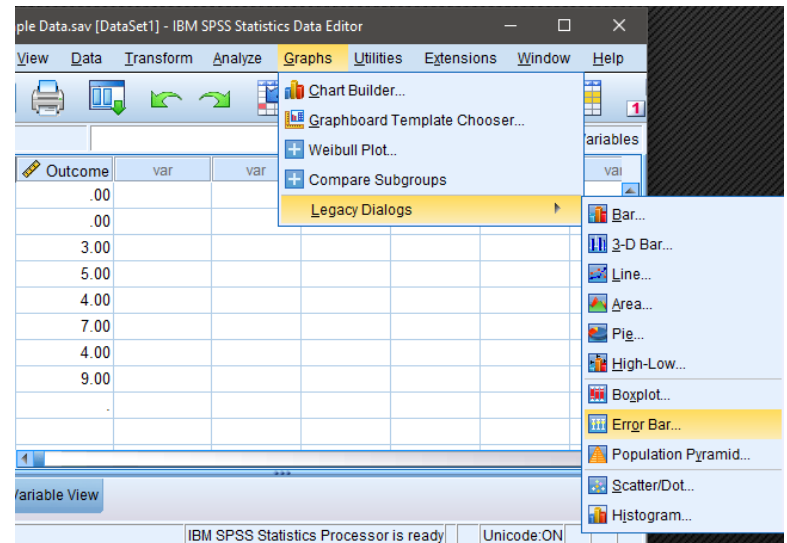 ple Data.sav [DataSet1] - IBM SPSS Statistics Data Editor
View Data Transform Analyze Graphs Utilities Extensions Window Help
Chart Builder...
Graphboard Template Chooser...
1
Weibull Plot...
ariables
Compare Subgroups
Outcome var var var
Legacy Dialogs
.00
.00
3.00
5.00
4.00
7.00
4.00
9.00
.
Bar...
3-D Bar...
Line...
Area...
Pie...
High-Low...
Boxplot...
Error Bar...
Population Pyramid...
Scatter/Dot...
Histogram...
Variable View
IBM SPSS Statistics Processor is ready Unicode:ON